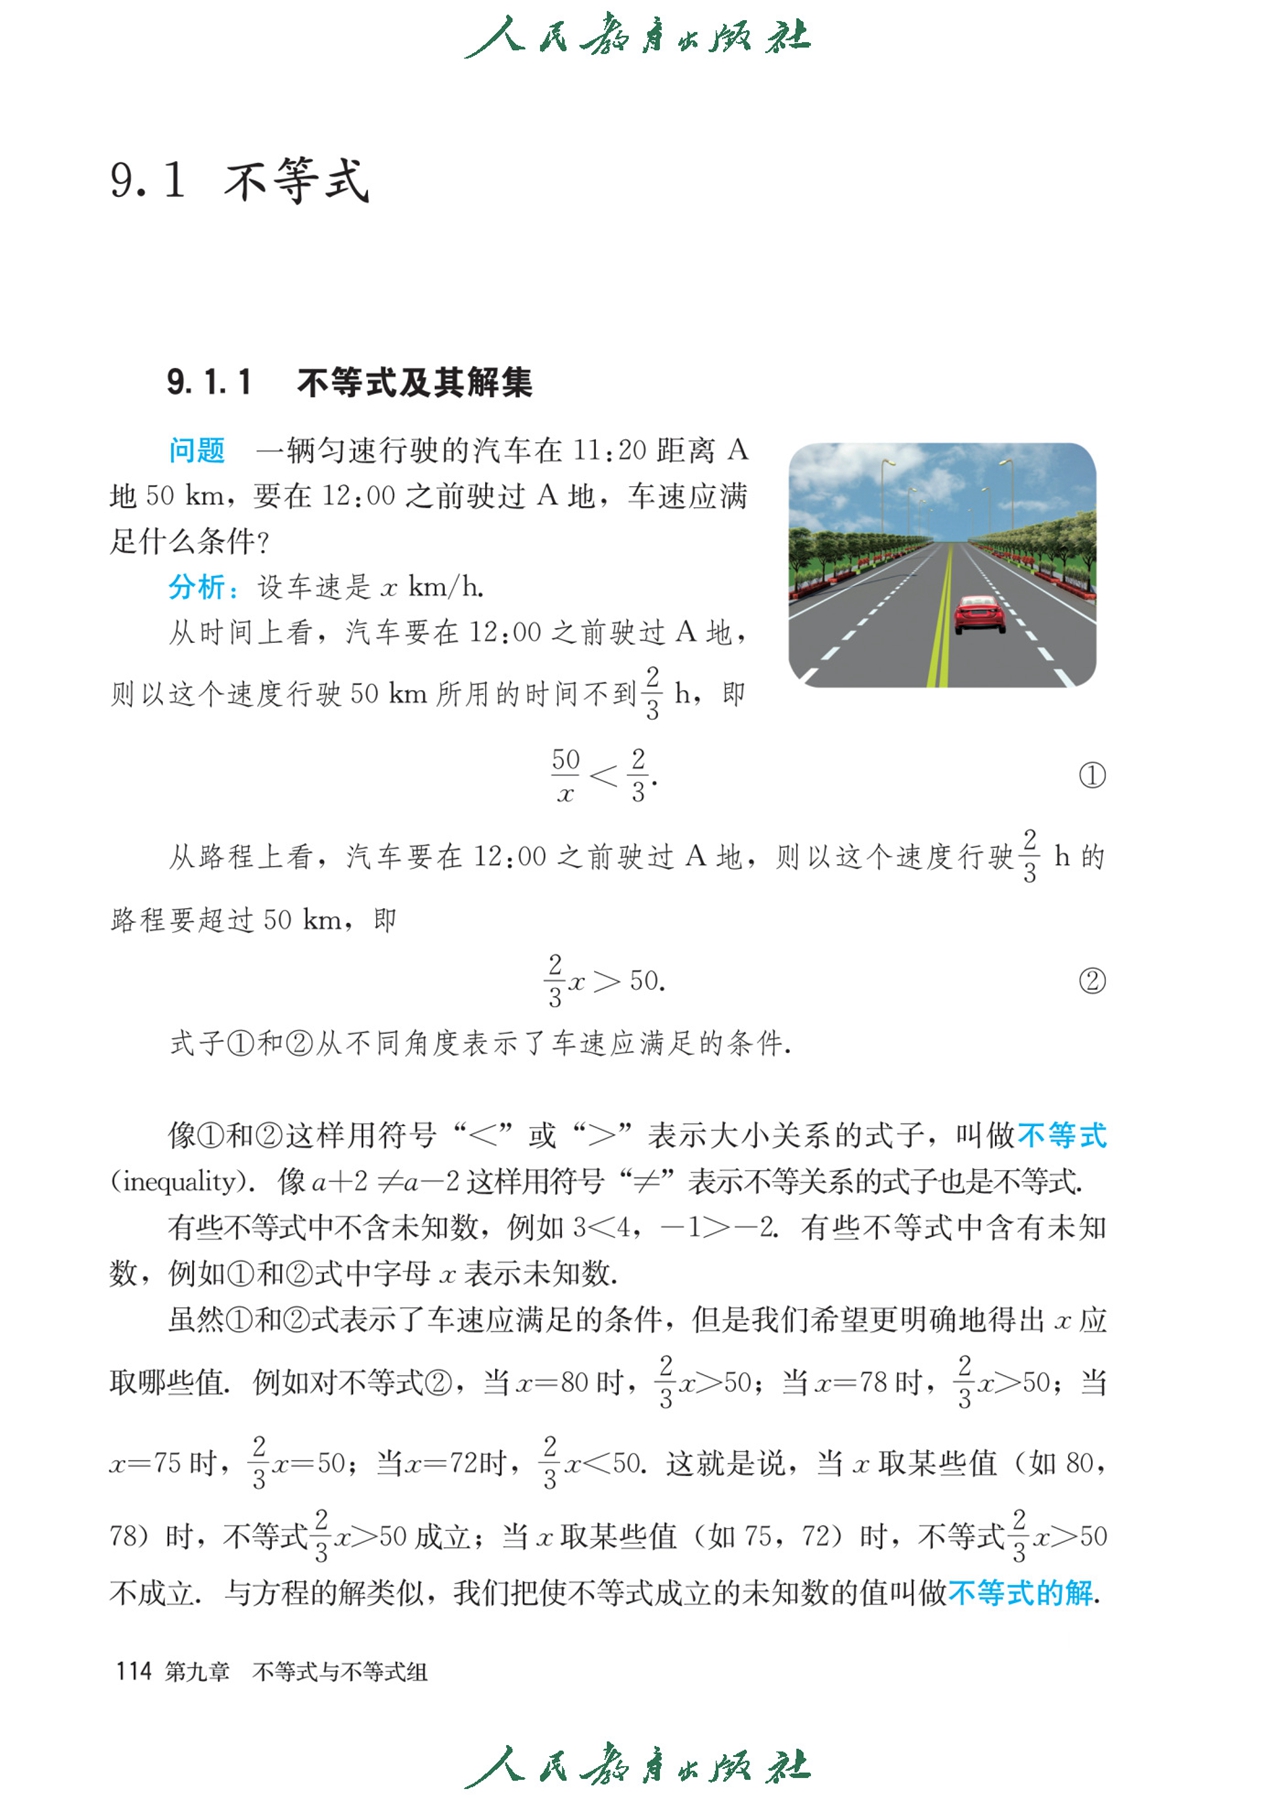 人民教育出版社
9.1 不等式
9.1.1 不等式及其解集
问题 一辆匀速行驶的汽车在 11:20 距离 A
地 50 km，要在 12:00 之前驶过 A 地，车速应满
足什么条件?
分析：设车速是 x km/h.
从时间上看，汽车要在 12:00 之前驶过 A 地，
则以这个速度行驶 50 km 所用的时间不到 2/3 h，即
50/x < 2/3. ①
从路程上看，汽车要在 12:00 之前驶过 A 地，则以这个速度行驶 2/3 h 的
路程要超过 50 km，即
2/3 x > 50. ②
式子①和②从不同角度表示了车速应满足的条件.
像①和②这样用符号“<”或“>”表示大小关系的式子，叫做不等式
(inequality). 像 a+2≠a-2 这样用符号“≠”表示不等关系的式子也是不等式.
有些不等式中不含未知数，例如 3<4，-1>-2. 有些不等式中含有未知
数，例如①和②式中字母 x 表示未知数.
虽然①和②式表示了车速应满足的条件，但是我们希望更明确地得出 x 应
取哪些值. 例如对不等式②，当 x=80 时，2/3 x>50；当 x=78 时，2/3 x>50；当
x=75 时，2/3 x=50；当x=72时，2/3 x<50. 这就是说，当 x 取某些值（如 80，
78）时，不等式 2/3 x>50 成立；当 x 取某些值（如 75，72）时，不等式 2/3 x>50
不成立. 与方程的解类似，我们把使不等式成立的未知数的值叫做不等式的解.
114 第九章 不等式与不等式组
人民教育出版社